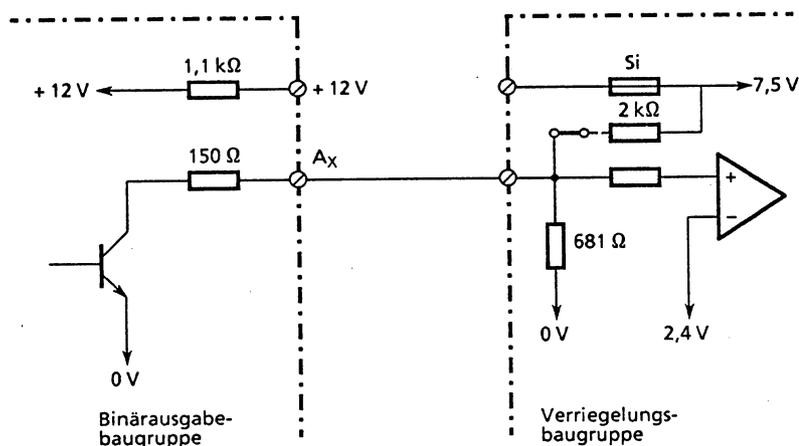 1,1 kΩ
+ 12 V
+ 12 V
150 Ω
AX
0 V
Binärausgabe-
baugruppe
Si
7,5 V
2 kΩ
+
−
681 Ω
0 V
2,4 V
Verriegelungs-
baugruppe